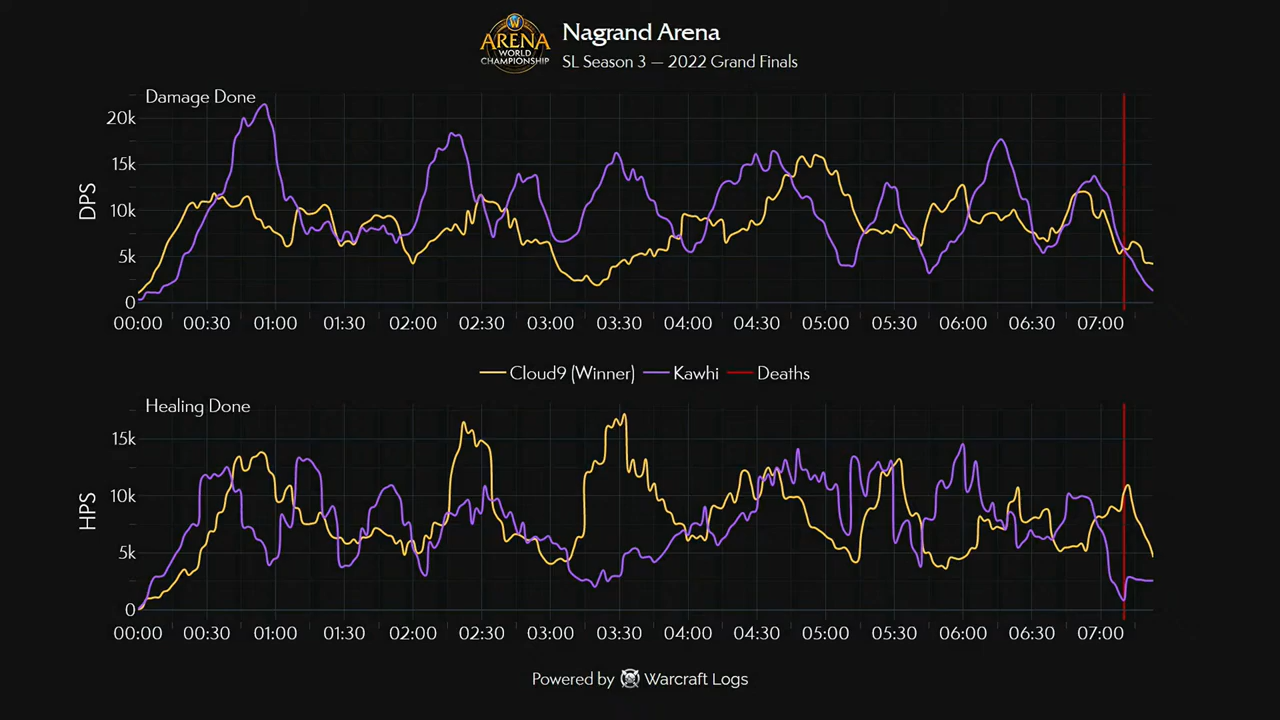 W
ARENA
WORLD
CHAMPIONSHIP
Nagrand Arena
SL Season 3 — 2022 Grand Finals
Damage Done
DPS
20k
15k
10k
5k
0
00:00 00:30 01:00 01:30 02:00 02:30 03:00 03:30 04:00 04:30 05:00 05:30 06:00 06:30 07:00
Cloud9 (Winner) Kawhi Deaths
Healing Done
HPS
15k
10k
5k
0
00:00 00:30 01:00 01:30 02:00 02:30 03:00 03:30 04:00 04:30 05:00 05:30 06:00 06:30 07:00
Powered by Warcraft Logs